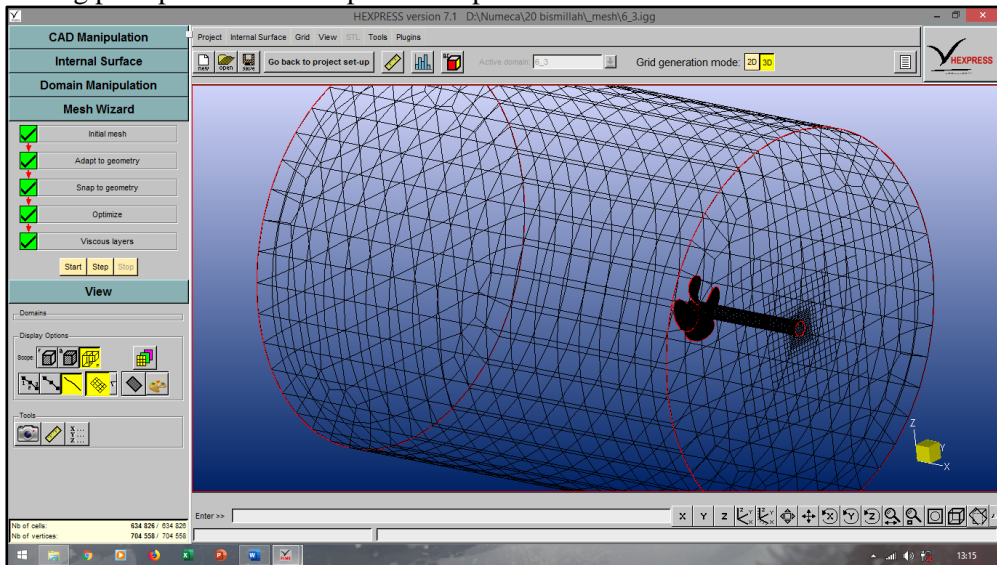 HEXPRESS version 7.1 D:\Numeca\20 bismillah\_mesh\6_3.igg
CAD Manipulation
Internal Surface
Domain Manipulation
Mesh Wizard
Initial mesh
Adapt to geometry
Snap to geometry
Optimize
Viscous layers
Start Step Stop
View
Domains
Display Options
Scope
Tools
X
Y
Z
Nb of cells: 634 826 / 634 826
Nb of vertices: 704 558 / 704 558
Project Internal Surface Grid View STL Tools Plugins
new open save Go back to project set-up Active domain: 6_3 Grid generation mode: 2D 3D
HEXPRESS
Z
Y
X
Enter >>
X Y Z
13:15